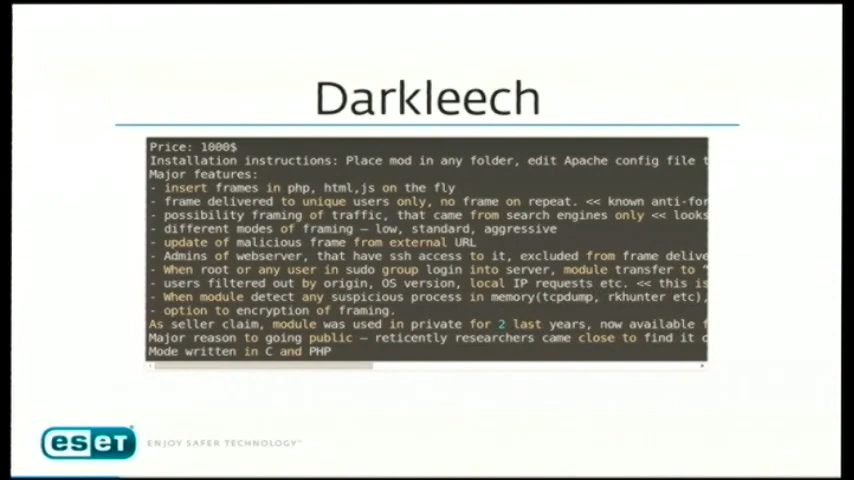 Darkleech
Price: 1000$
Installation instructions: Place mod in any folder, edit Apache config file t
Major features:
- insert frames in php, html,js on the fly
- frame delivered to unique users only, no frame on repeat. << known anti-for
- possibility framing of traffic, that came from search engines only << looks
- different modes of framing – low, standard, aggressive
- update of malicious frame from external URL
- Admins of webserver, that have ssh access to it, excluded from frame delive
- When root or any user in sudo group login into server, module transfer to "
- users filtered out by origin, OS version, local IP requests etc. << this is
- When module detect any suspicious process in memory(tcpdump, rkhunter etc),
- option to encryption of framing.
As seller claim, module was used in private for 2 last years, now available f
Major reason to going public – reticently researchers came close to find it o
Mode written in C and PHP
eseT
ENJOY SAFER TECHNOLOGY™